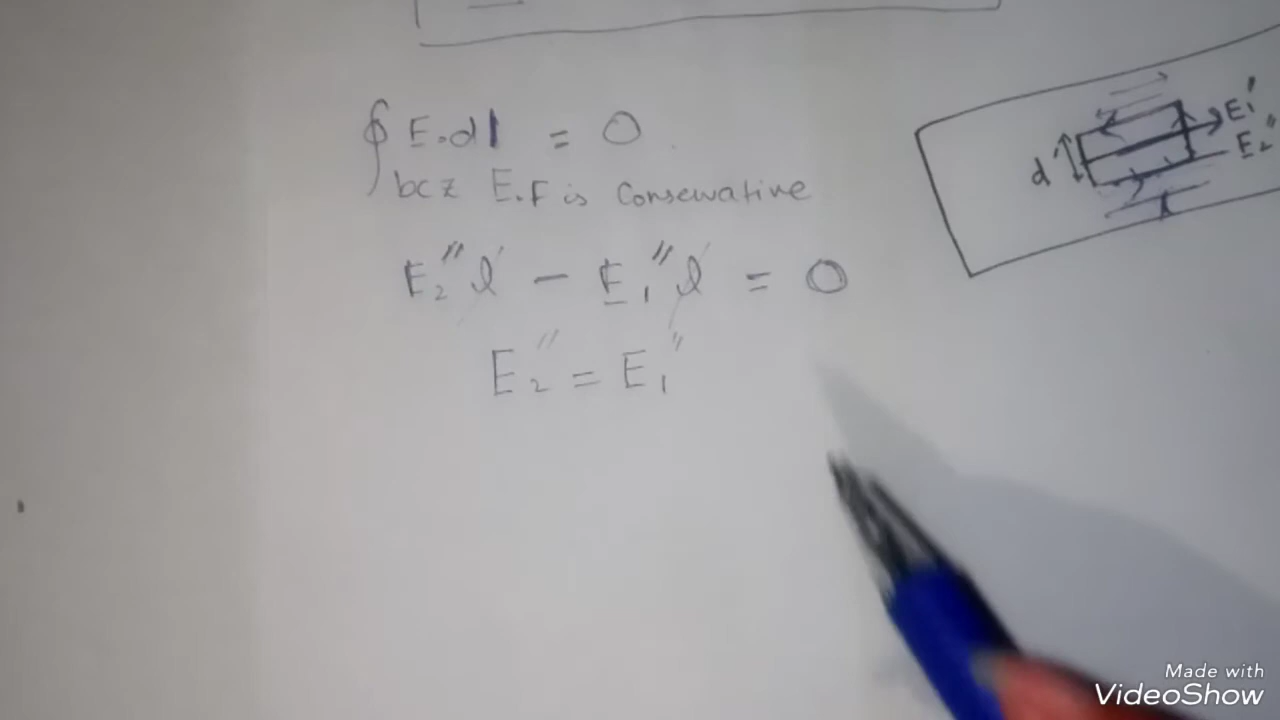 ∮ E.dl = 0
bcz E.F is Conservative
E₂" l - E₁" l = 0
E₂" = E₁"
d
E₁'
E₂"
Made with
VideoShow